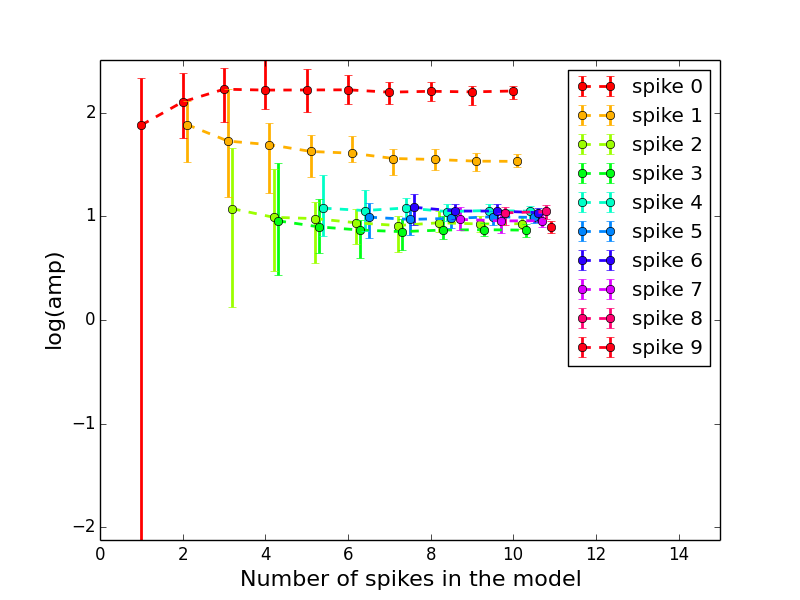 2
1
0
−1
−2
log(amp)
0 2 4 6 8 10 12 14
Number of spikes in the model
spike 0
spike 1
spike 2
spike 3
spike 4
spike 5
spike 6
spike 7
spike 8
spike 9